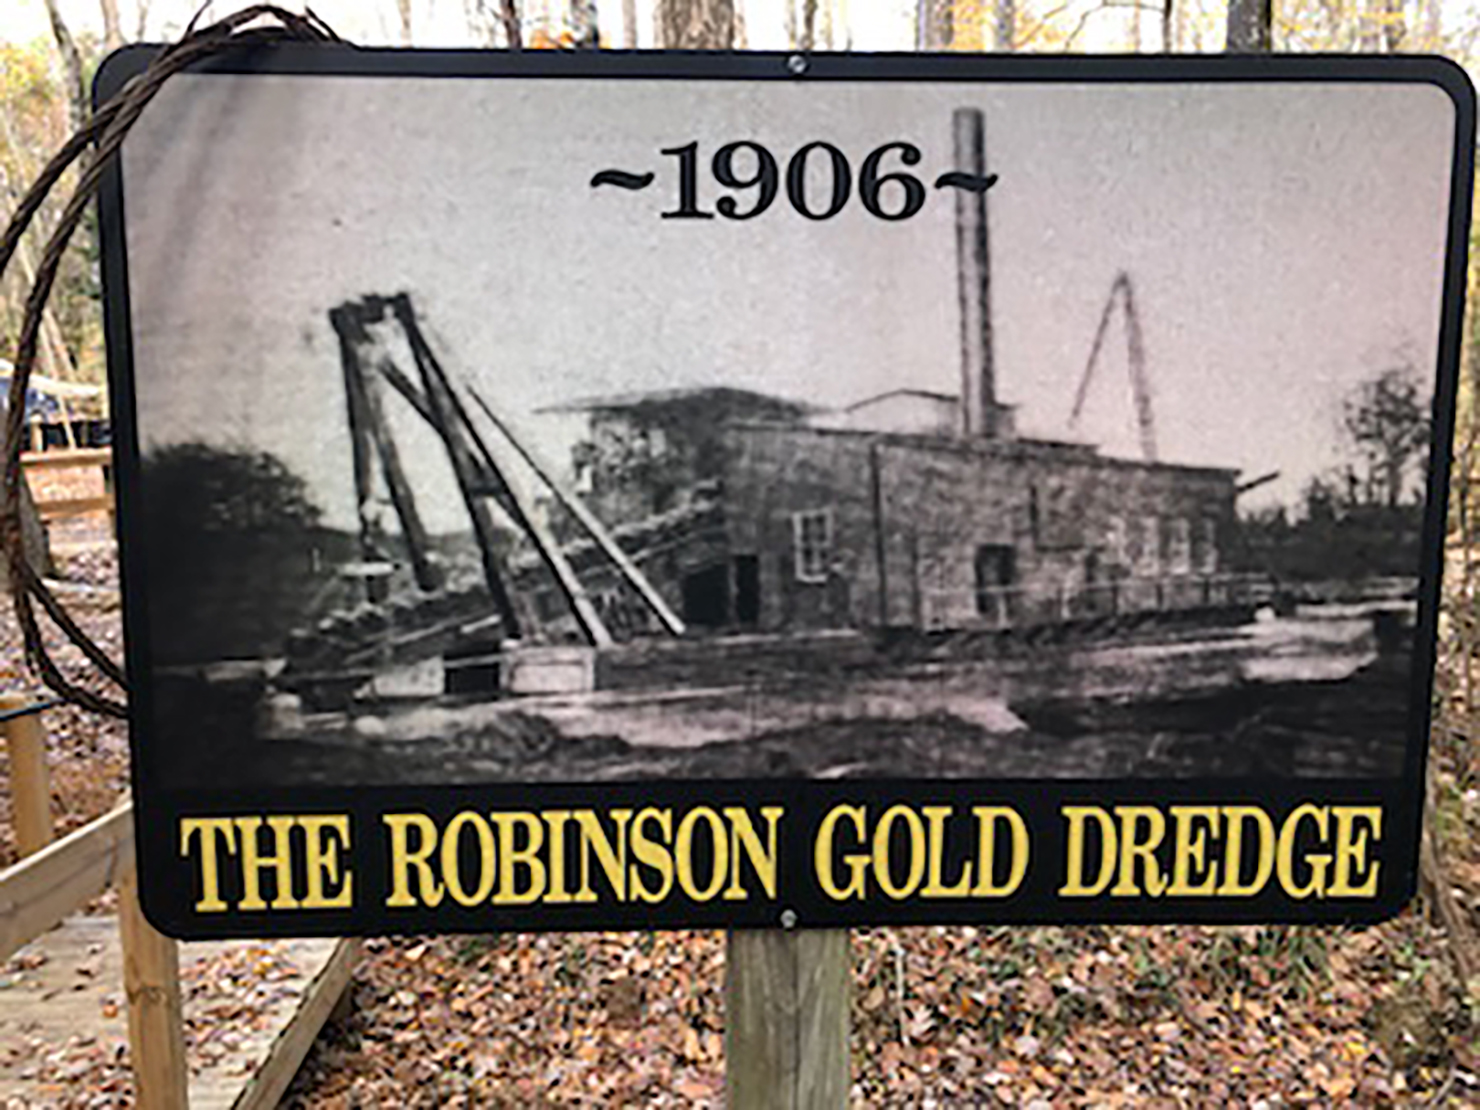 ~1906~
THE ROBINSON GOLD DREDGE